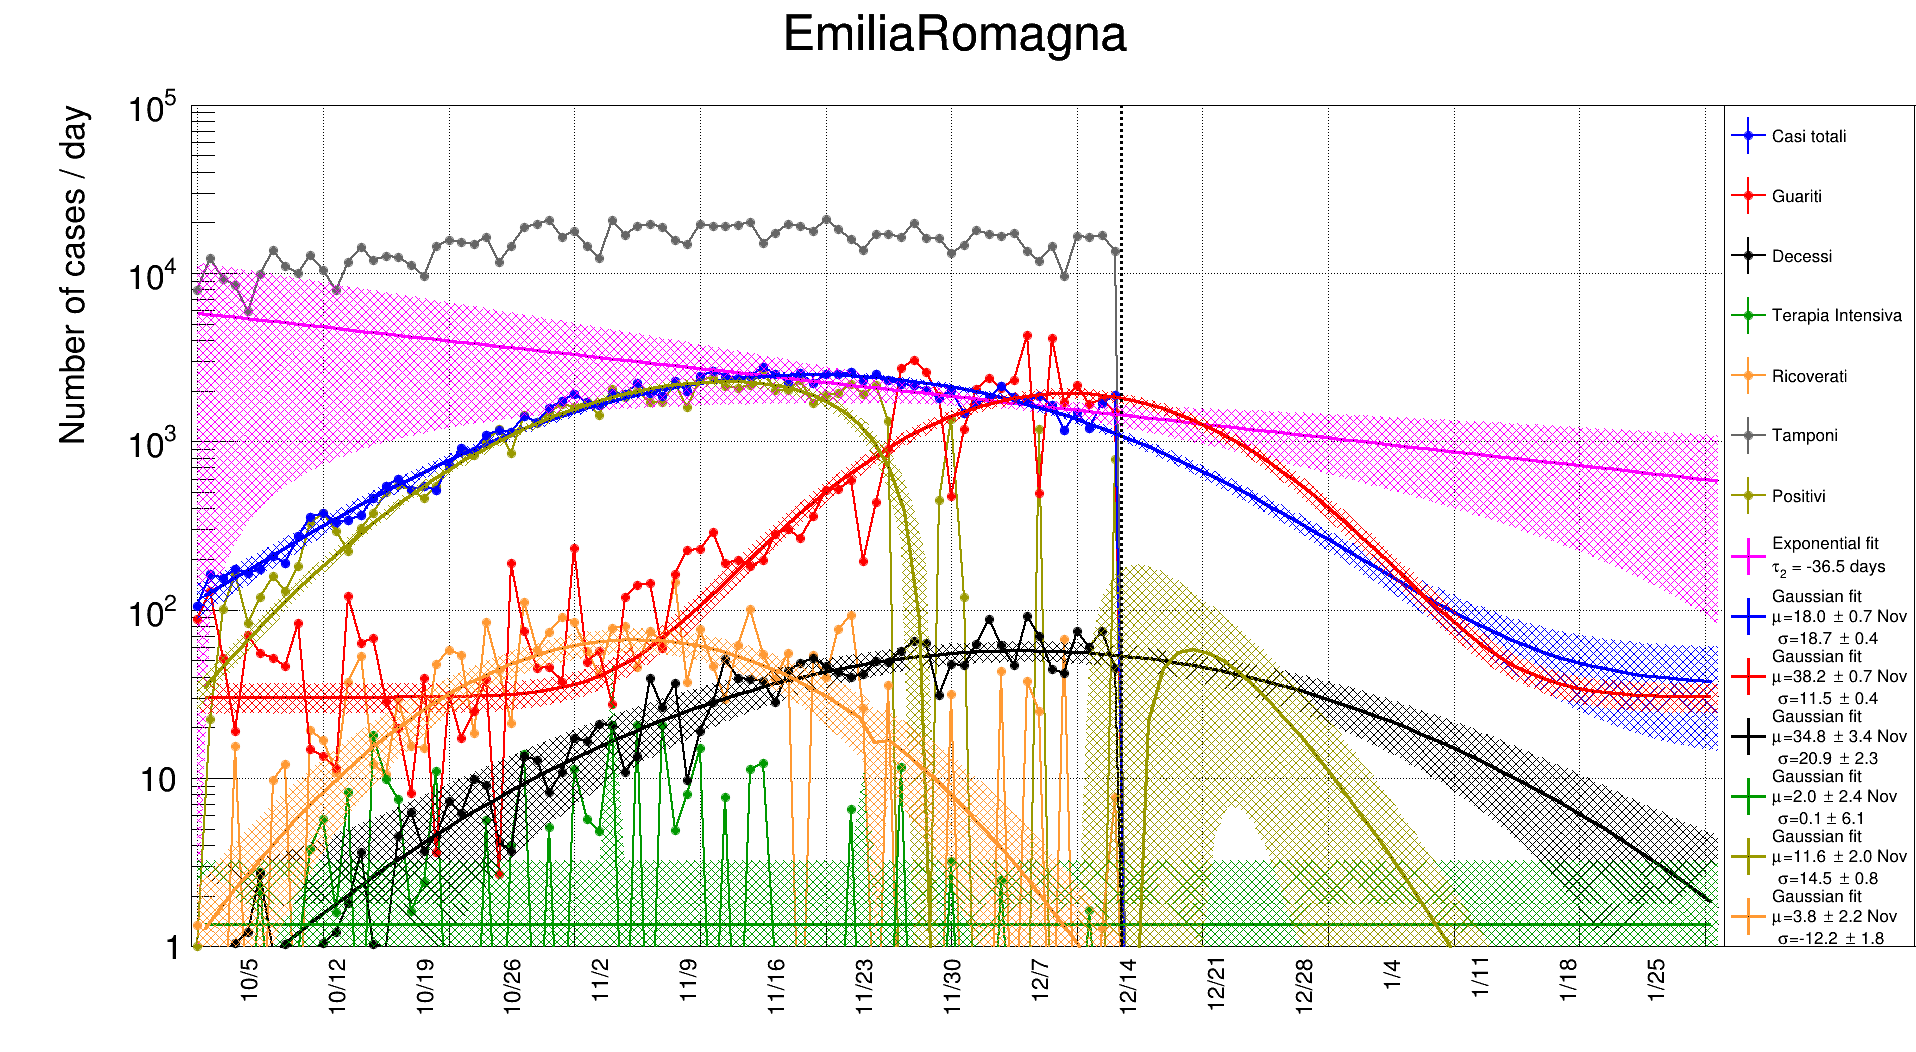 EmiliaRomagna
Number of cases / day
10^5
10^4
10^3
10^2
10
1
10/5
10/12
10/19
10/26
11/2
11/9
11/16
11/23
11/30
12/7
12/14
12/21
12/28
1/4
1/11
1/18
1/25
Casi totali
Guariti
Decessi
Terapia Intensiva
Ricoverati
Tamponi
Positivi
Exponential fit
τ₂ = -36.5 days
Gaussian fit
μ=18.0 ± 0.7 Nov
σ=18.7 ± 0.4
Gaussian fit
μ=38.2 ± 0.7 Nov
σ=11.5 ± 0.4
Gaussian fit
μ=34.8 ± 3.4 Nov
σ=20.9 ± 2.3
Gaussian fit
μ=2.0 ± 2.4 Nov
σ=0.1 ± 6.1
Gaussian fit
μ=11.6 ± 2.0 Nov
σ=14.5 ± 0.8
Gaussian fit
μ=3.8 ± 2.2 Nov
σ=-12.2 ± 1.8